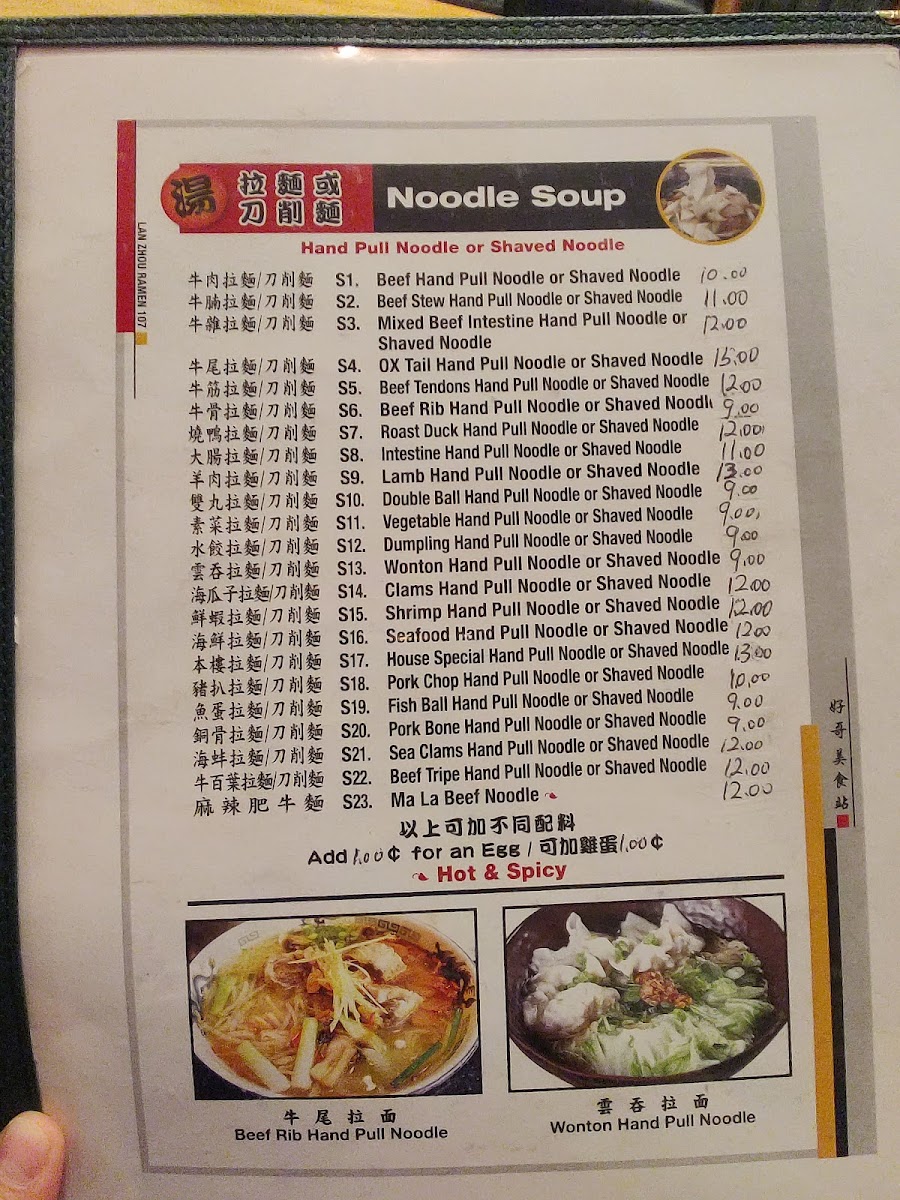 湯 拉麵或 Noodle Soup
刀削麵
Hand Pull Noodle or Shaved Noodle
LAN ZHOU RAMEN 107
牛肉拉麵/刀削麵 S1. Beef Hand Pull Noodle or Shaved Noodle 10.00
牛腩拉麵/刀削麵 S2. Beef Stew Hand Pull Noodle or Shaved Noodle 11.00
牛雜拉麵/刀削麵 S3. Mixed Beef Intestine Hand Pull Noodle or 12.00
Shaved Noodle
牛尾拉麵/刀削麵 S4. OX Tail Hand Pull Noodle or Shaved Noodle 15.00
牛筋拉麵/刀削麵 S5. Beef Tendons Hand Pull Noodle or Shaved Noodle 12.00
牛骨拉麵/刀削麵 S6. Beef Rib Hand Pull Noodle or Shaved Noodl 9.00
燒鴨拉麵/刀削麵 S7. Roast Duck Hand Pull Noodle or Shaved Noodle 12.00
大腸拉麵/刀削麵 S8. Intestine Hand Pull Noodle or Shaved Noodle 11.00
羊肉拉麵/刀削麵 S9. Lamb Hand Pull Noodle or Shaved Noodle 13.00
雙丸拉麵/刀削麵 S10. Double Ball Hand Pull Noodle or Shaved Noodle 9.00
素菜拉麵/刀削麵 S11. Vegetable Hand Pull Noodle or Shaved Noodle 9.00
水餃拉麵/刀削麵 S12. Dumpling Hand Pull Noodle or Shaved Noodle 9.00
雲吞拉麵/刀削麵 S13. Wonton Hand Pull Noodle or Shaved Noodle 9.00
海瓜子拉麵/刀削麵 S14. Clams Hand Pull Noodle or Shaved Noodle 12.00
鮮蝦拉麵/刀削麵 S15. Shrimp Hand Pull Noodle or Shaved Noodle 12.00
海鮮拉麵/刀削麵 S16. Seafood Hand Pull Noodle or Shaved Noodle 12.00
本樓拉麵/刀削麵 S17. House Special Hand Pull Noodle or Shaved Noodle 13.00
豬扒拉麵/刀削麵 S18. Pork Chop Hand Pull Noodle or Shaved Noodle 10.00
魚蛋拉麵/刀削麵 S19. Fish Ball Hand Pull Noodle or Shaved Noodle 9.00
銅骨拉麵/刀削麵 S20. Pork Bone Hand Pull Noodle or Shaved Noodle 9.00
海蚌拉麵/刀削麵 S21. Sea Clams Hand Pull Noodle or Shaved Noodle 12.00
牛百葉拉麵/刀削麵 S22. Beef Tripe Hand Pull Noodle or Shaved Noodle 12.00
麻辣肥牛麵 S23. Ma La Beef Noodle 12.00
以上可加不同配料
Add 1.00¢ for an Egg / 可加雞蛋1.00¢
Hot & Spicy
好哥美食站
牛尾拉面
Beef Rib Hand Pull Noodle
雲吞拉面
Wonton Hand Pull Noodle